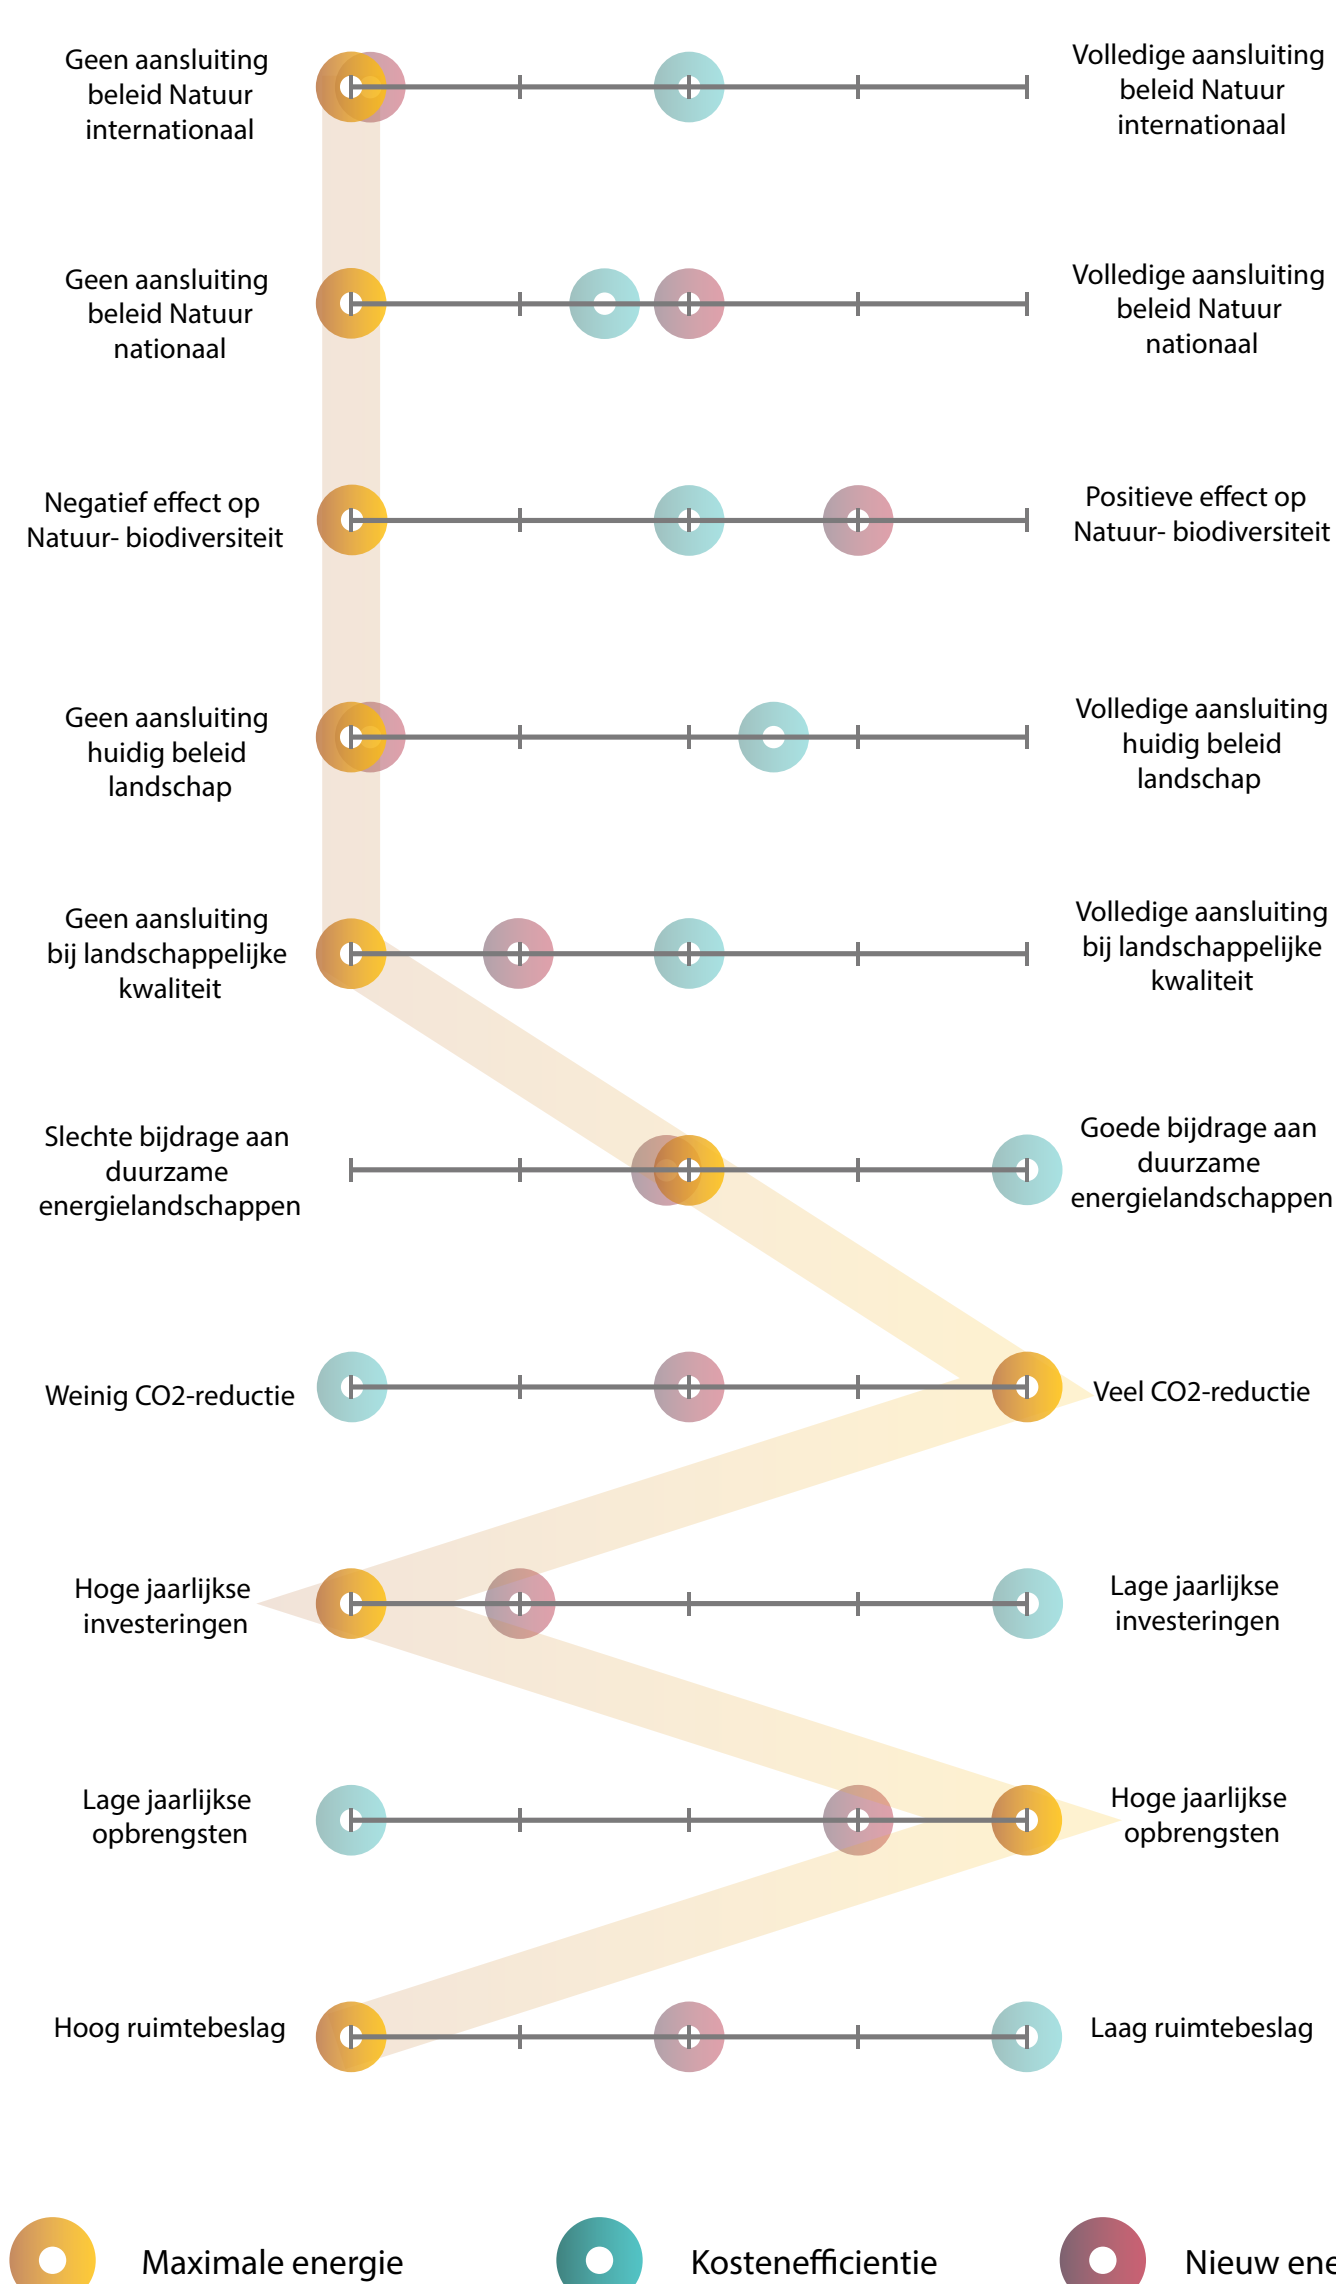 Geen aansluiting
beleid Natuur
internationaal
Volledige aansluiting
beleid Natuur
internationaal
Geen aansluiting
beleid Natuur
nationaal
Volledige aansluiting
beleid Natuur
nationaal
Negatief effect op
Natuur- biodiversiteit
Positieve effect op
Natuur- biodiversiteit
Geen aansluiting
huidig beleid
landschap
Volledige aansluiting
huidig beleid
landschap
Geen aansluiting
bij landschappelijke
kwaliteit
Volledige aansluiting
bij landschappelijke
kwaliteit
Slechte bijdrage aan
duurzame
energielandschappen
Goede bijdrage aan
duurzame
energielandschappen
Weinig CO2-reductie
Veel CO2-reductie
Hoge jaarlijkse
investeringen
Lage jaarlijkse
investeringen
Lage jaarlijkse
opbrengsten
Hoge jaarlijkse
opbrengsten
Hoog ruimtebeslag
Laag ruimtebeslag
Maximale energie
Kostenefficientie
Nieuw